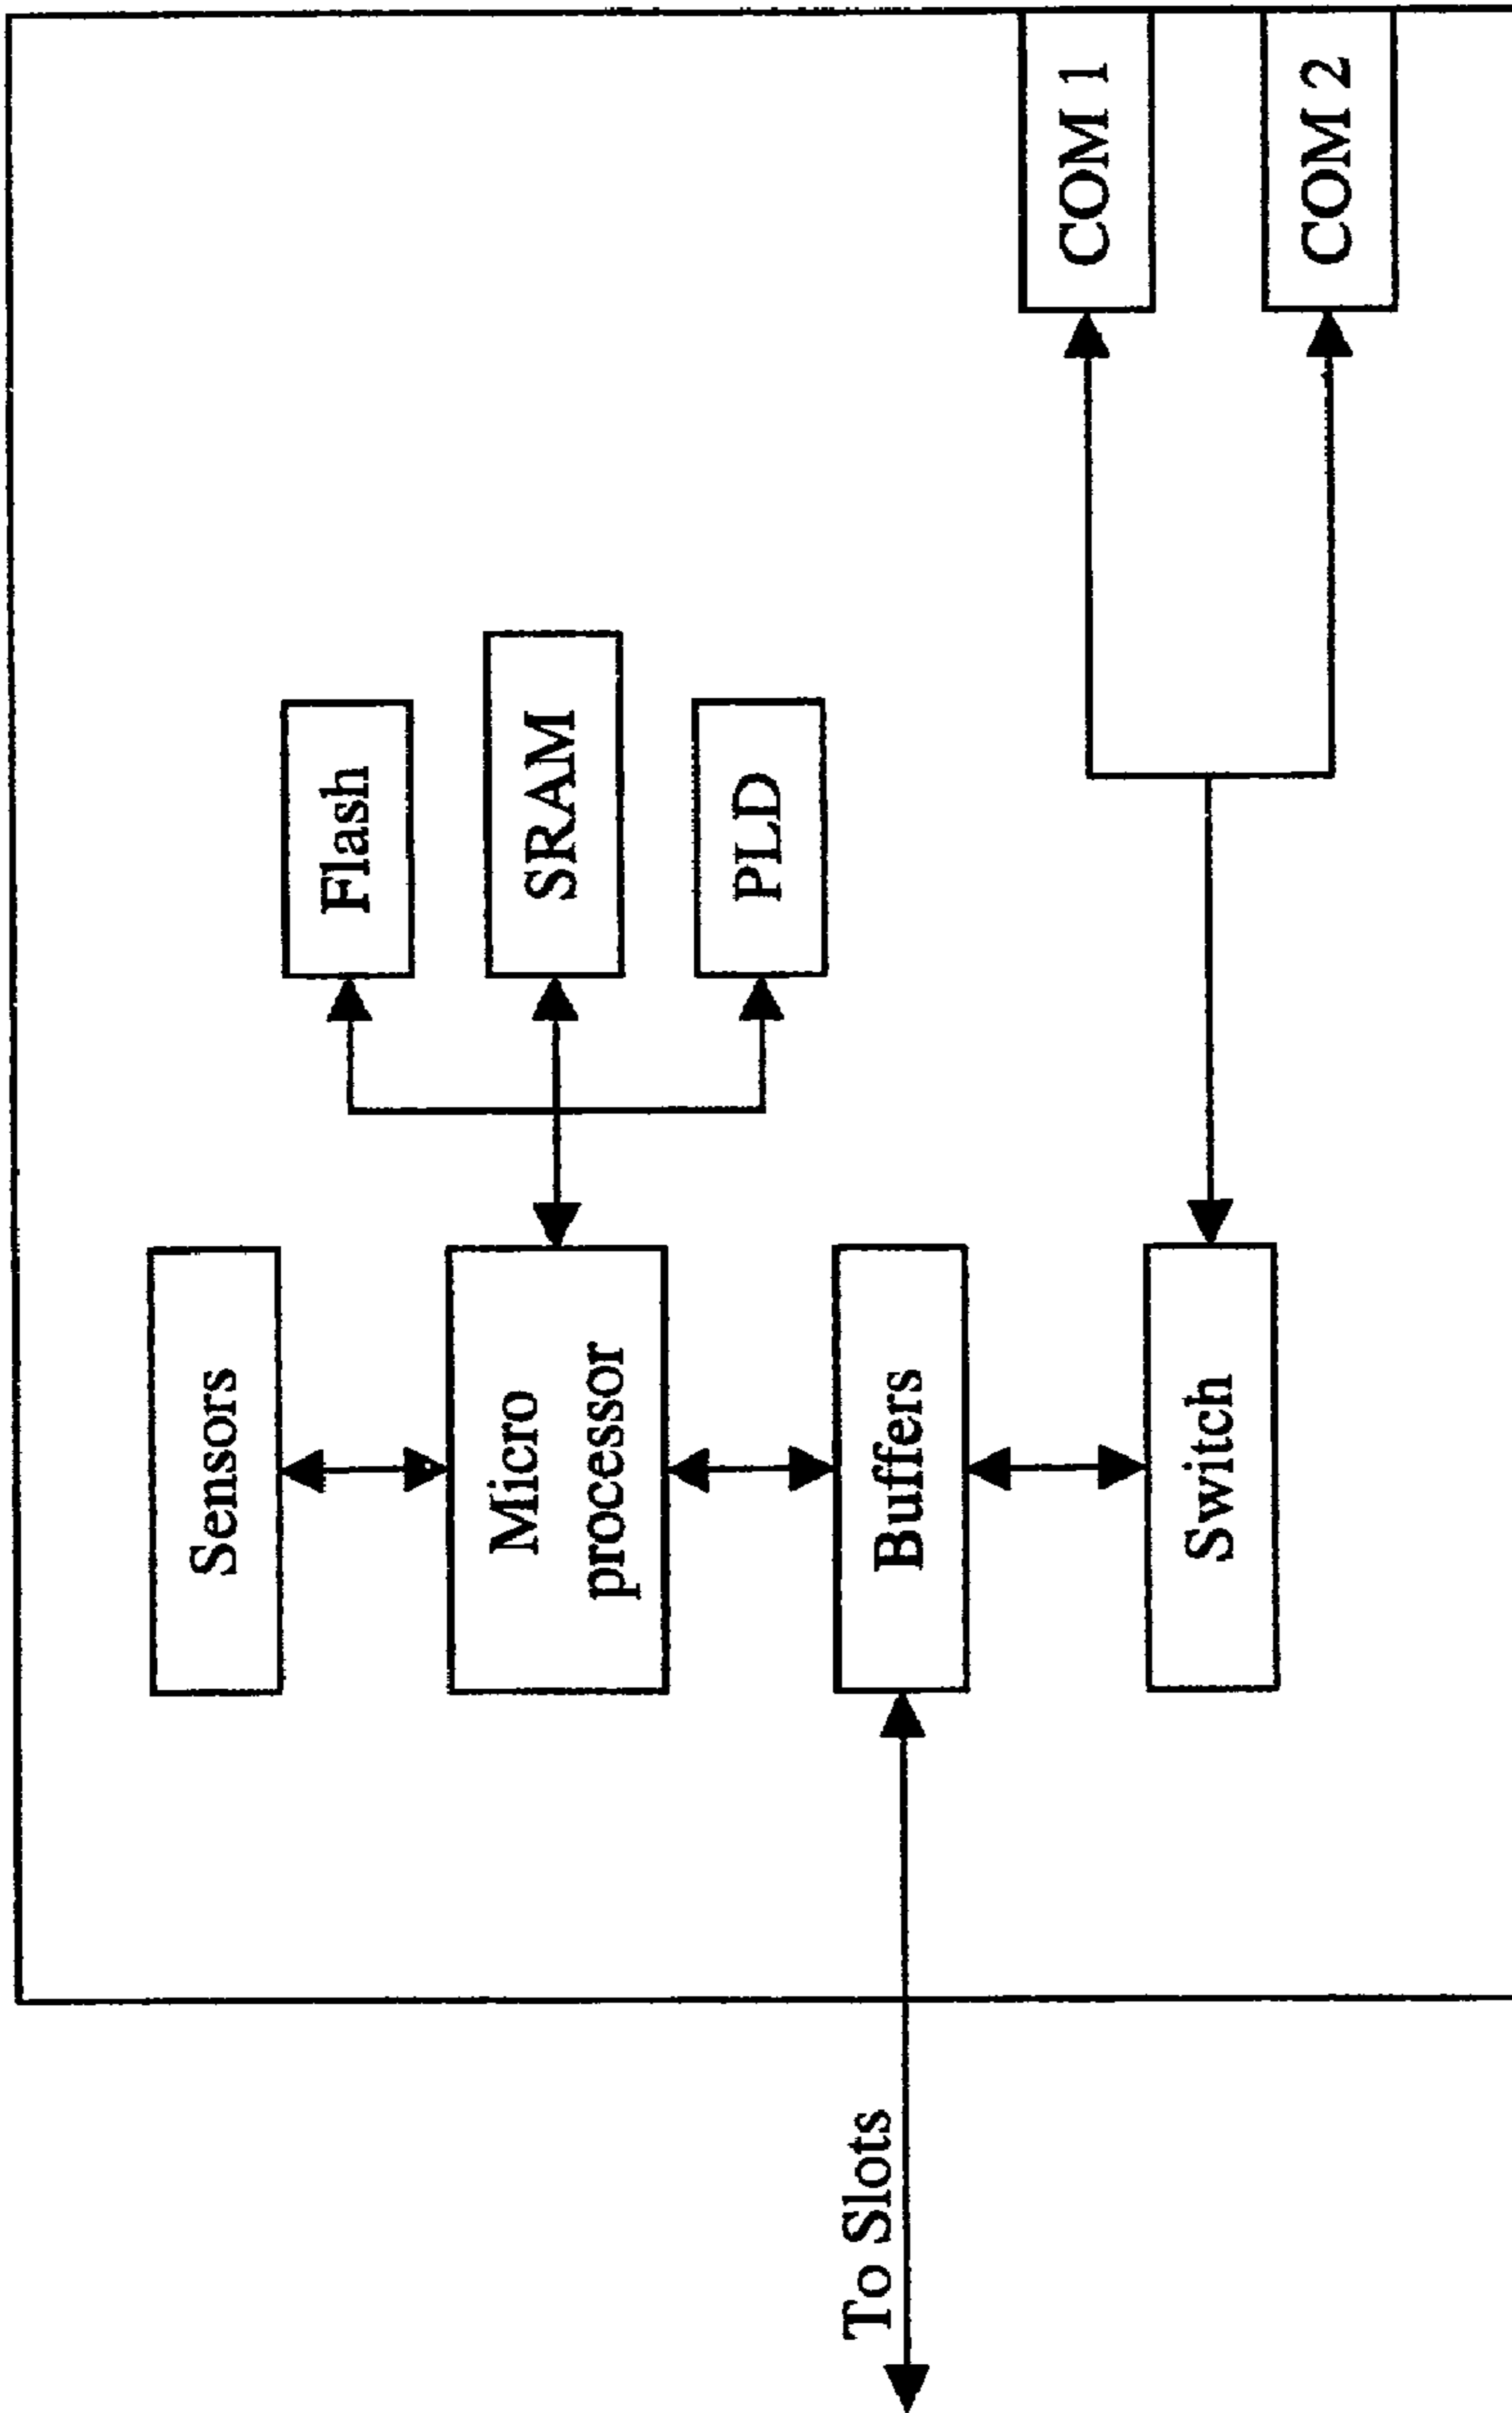 Sensors
Micro
processor
Flash
SRAM
PLD
Buffers
To Slots
Switch
COM 1
COM 2